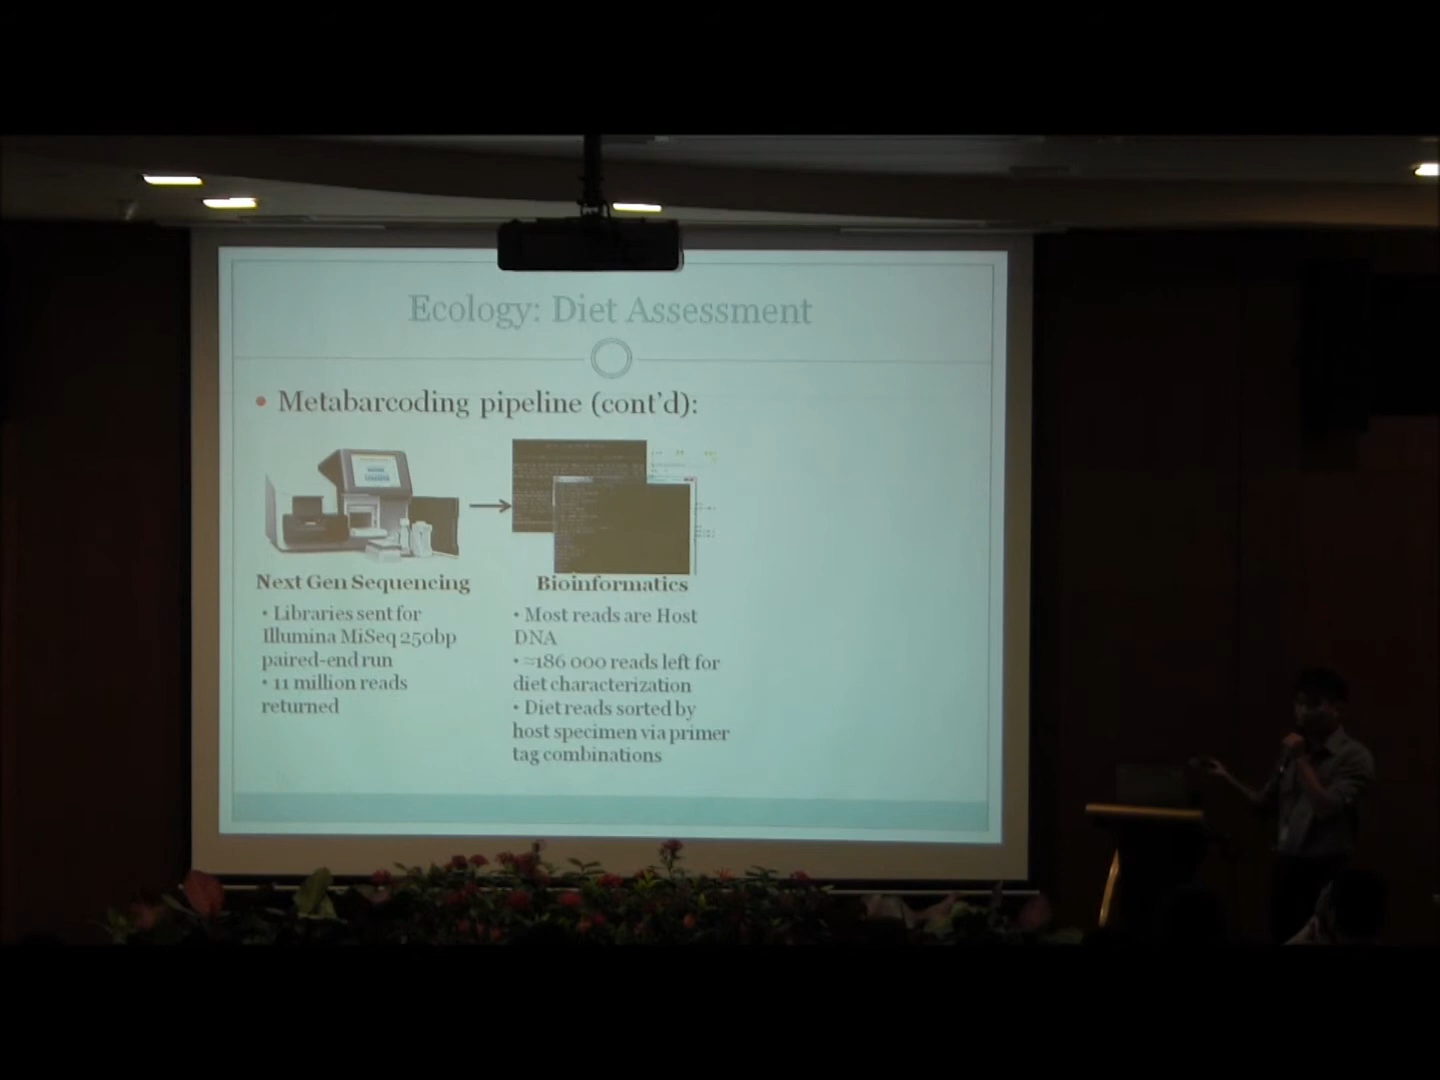 Ecology: Diet Assessment
• Metabarcoding pipeline (cont'd):
Next Gen Sequencing
• Libraries sent for
Illumina MiSeq 250bp
paired-end run
• 11 million reads
returned
Bioinformatics
• Most reads are Host
DNA
• ≈186 000 reads left for
diet characterization
• Diet reads sorted by
host specimen via primer
tag combinations